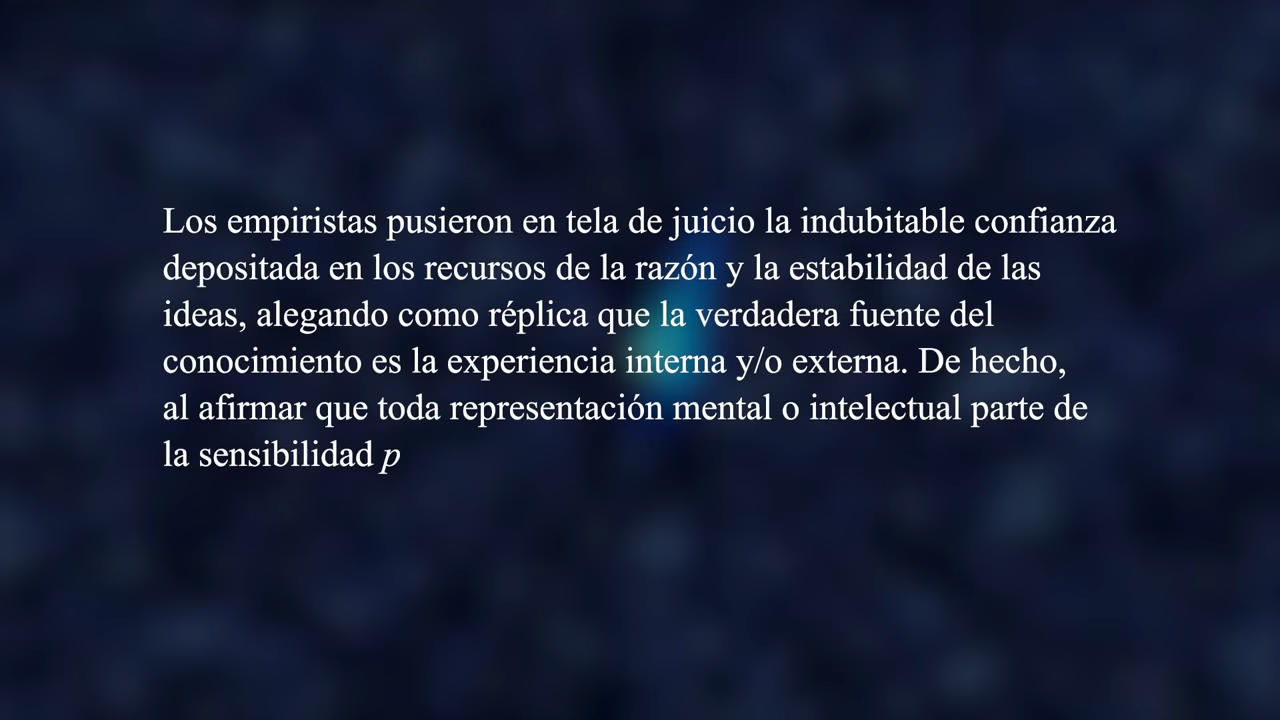 Los empiristas pusieron en tela de juicio la indubitable confianza
depositada en los recursos de la razón y la estabilidad de las
ideas, alegando como réplica que la verdadera fuente del
conocimiento es la experiencia interna y/o externa. De hecho,
al afirmar que toda representación mental o intelectual parte de
la sensibilidad p